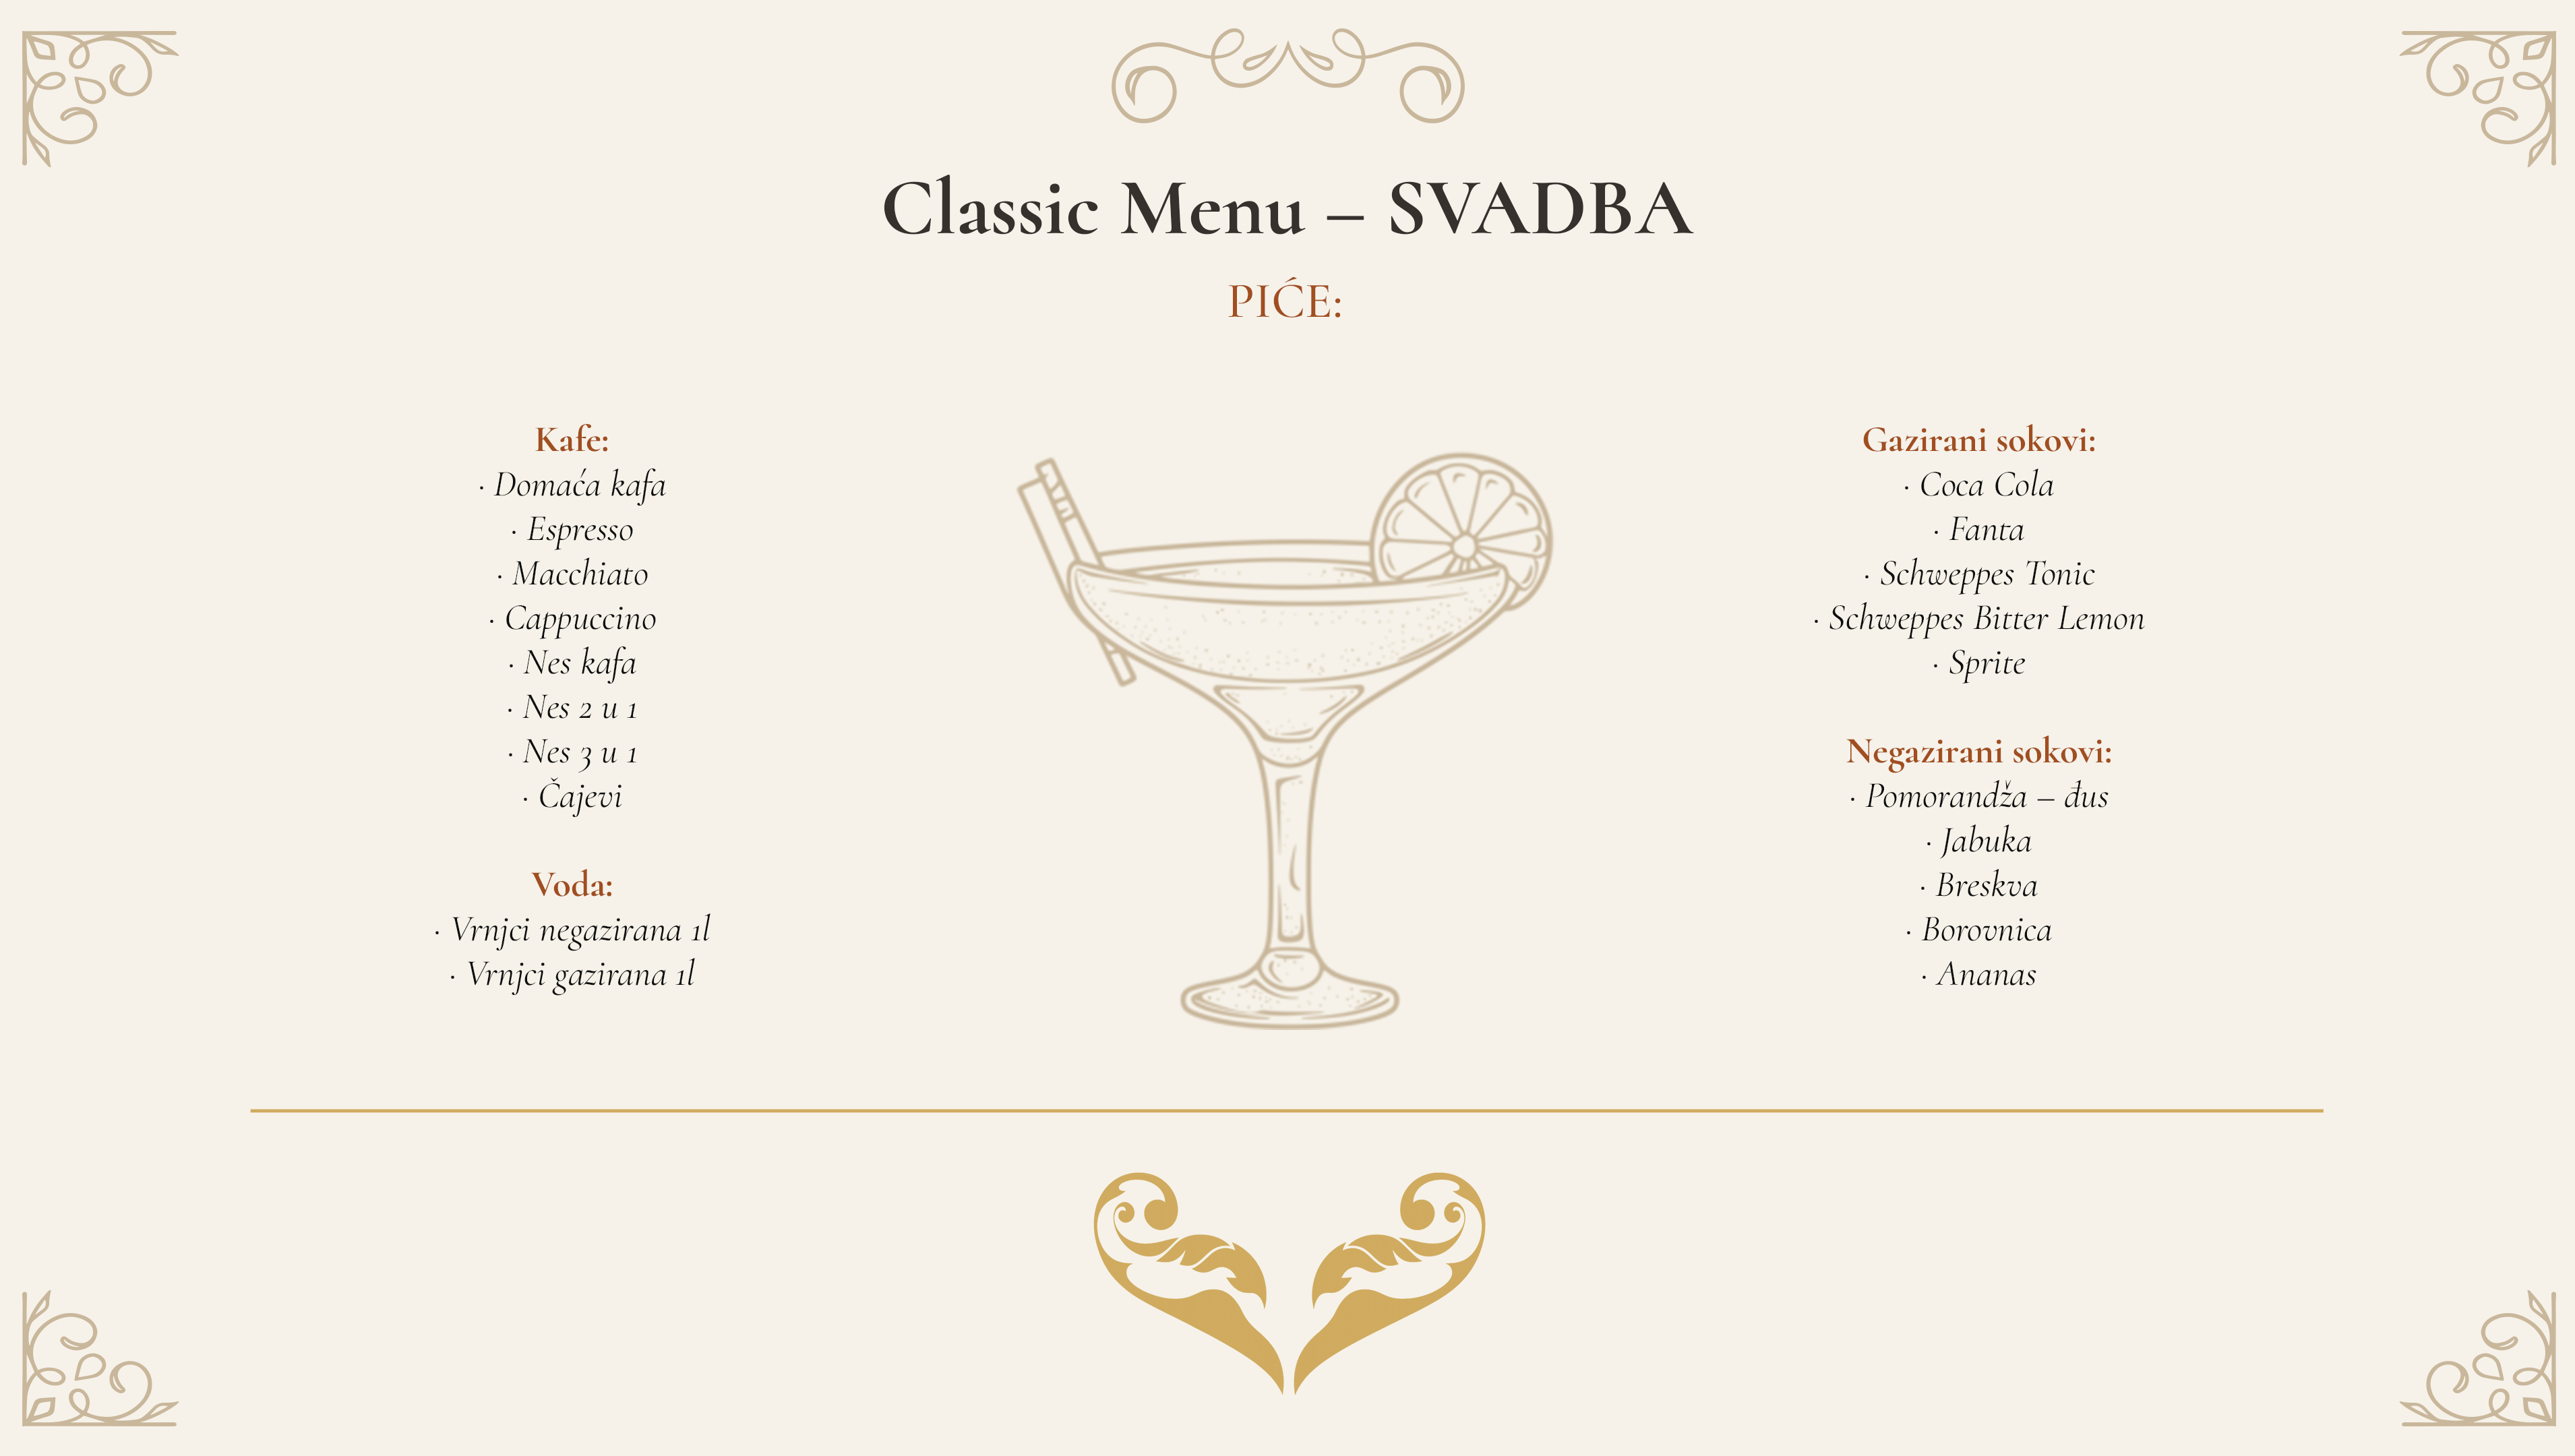 Classic Menu – SVADBA
PIĆE:
Kafe:
· Domaća kafa
· Espresso
· Macchiato
· Cappuccino
· Nes kafa
· Nes 2 u 1
· Nes 3 u 1
· Čajevi
Voda:
· Vrnjci negazirana 1l
· Vrnjci gazirana 1l
Gazirani sokovi:
· Coca Cola
· Fanta
· Schweppes Tonic
· Schweppes Bitter Lemon
· Sprite
Negazirani sokovi:
· Pomorandža – đus
· Jabuka
· Breskva
· Borovnica
· Ananas